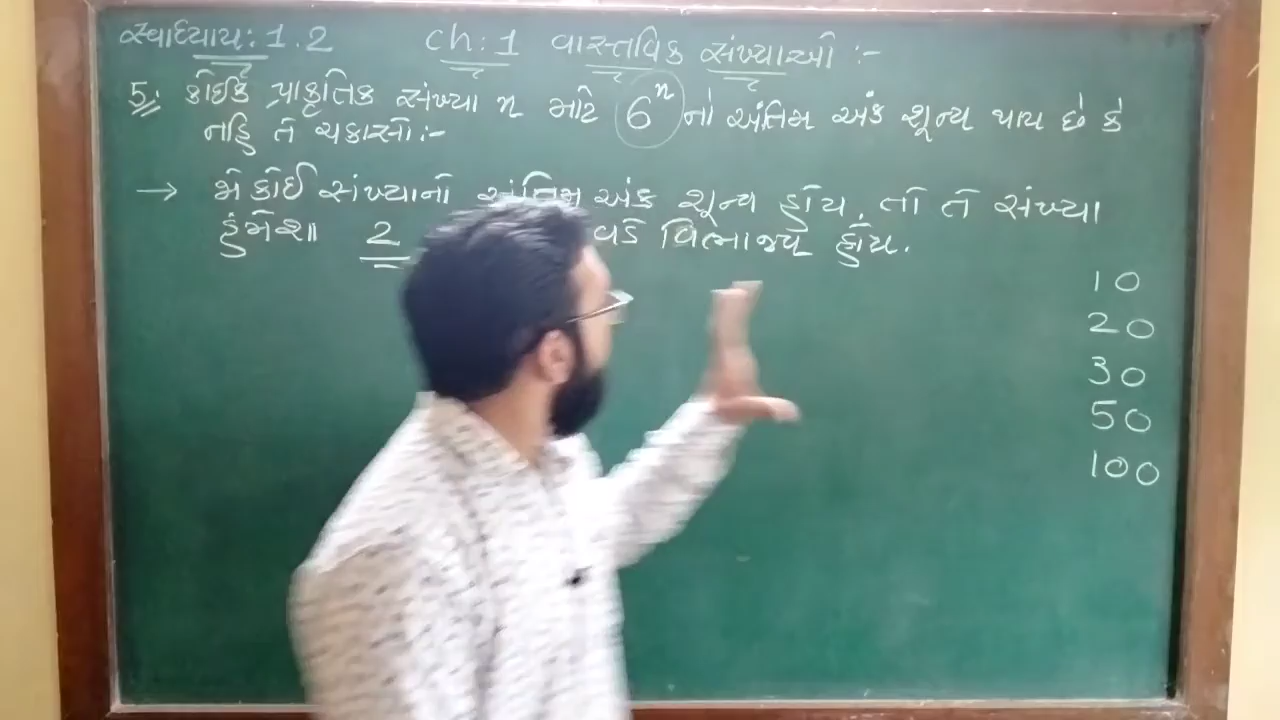 સ્વાધ્યાય: 1.2 ch: 1 વાસ્તવિક સંખ્યાઓ :-
5. કોઈક પ્રાકૃતિક સંખ્યા n માટે 6ⁿ નો અંતિમ અંક શૂન્ય થાય છે કે
નહિ તે ચકાસો:-
→ જો કોઈ સંખ્યાનો અંતિમ અંક શૂન્ય હોય, તો તે સંખ્યા
હંમેશા 2 વડે વિભાજ્ય હોય.
10
20
30
50
100